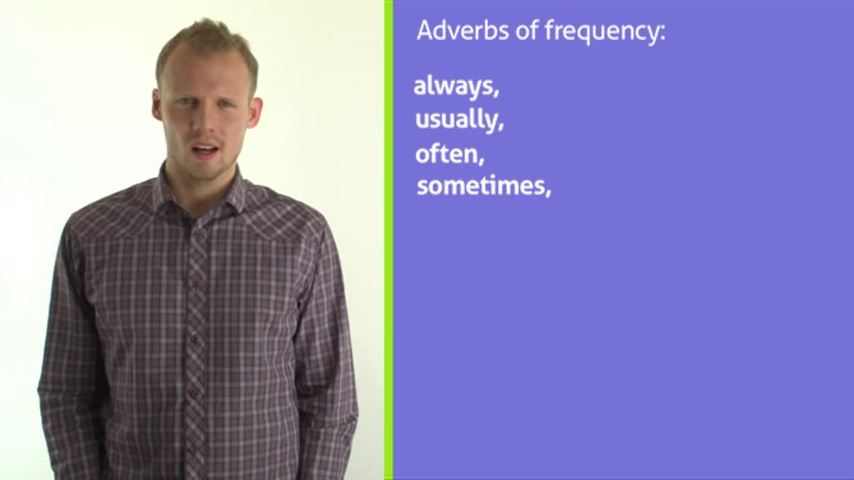 Adverbs of frequency:
always,
usually,
often,
sometimes,